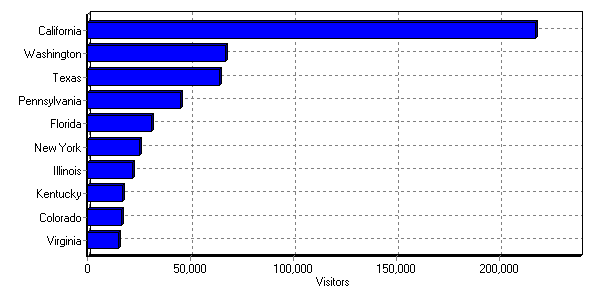 California
Washington
Texas
Pennsylvania
Florida
New York
Illinois
Kentucky
Colorado
Virginia
0 50,000 100,000 150,000 200,000
Visitors